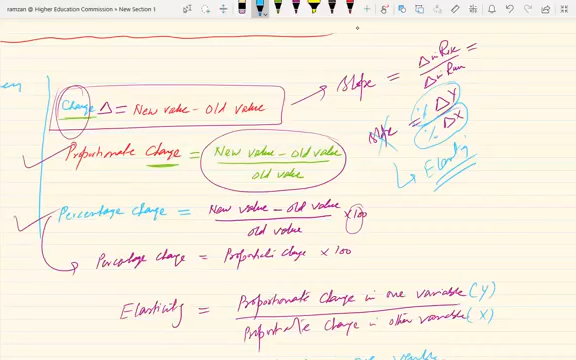 ramzan @ Higher Education Commission » New Section 1
Change Δ = New value - Old value
Slope = Δ in Rise / Δ in Run =
Slope = % ΔY / % ΔX
Elasticity
Proportionate Change = New value - old value / old value
Percentage Change = New value - old value / old value × 100
Percentage Change = Proportionate Change × 100
Elasticity = Proportionate Change in one variable (Y) / Proportionate Change in other variable (X)